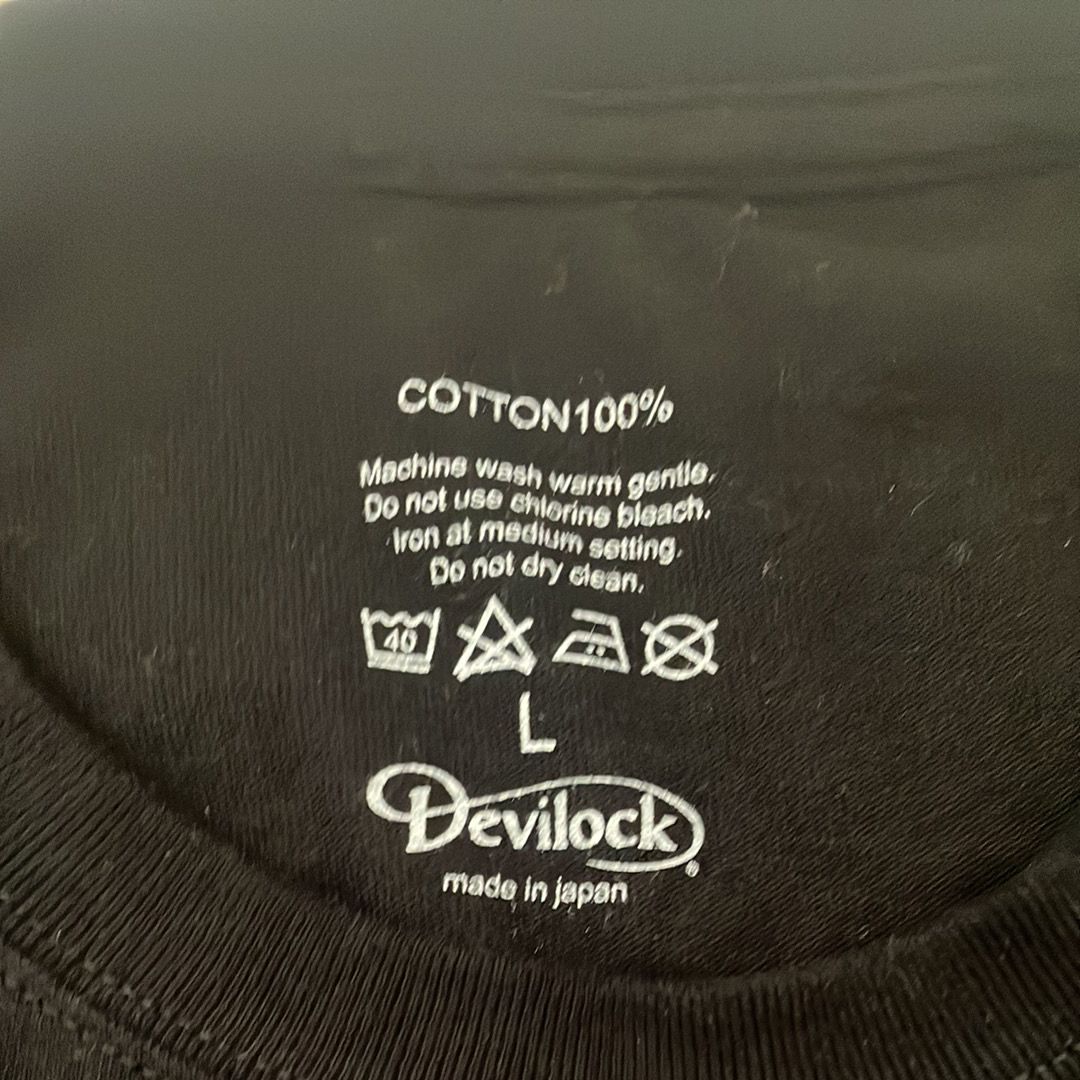 COTTON100%
Machine wash warm gentle.
Do not use chlorine bleach.
Iron at medium setting.
Do not dry clean.
40
L
Devilock®
made in japan